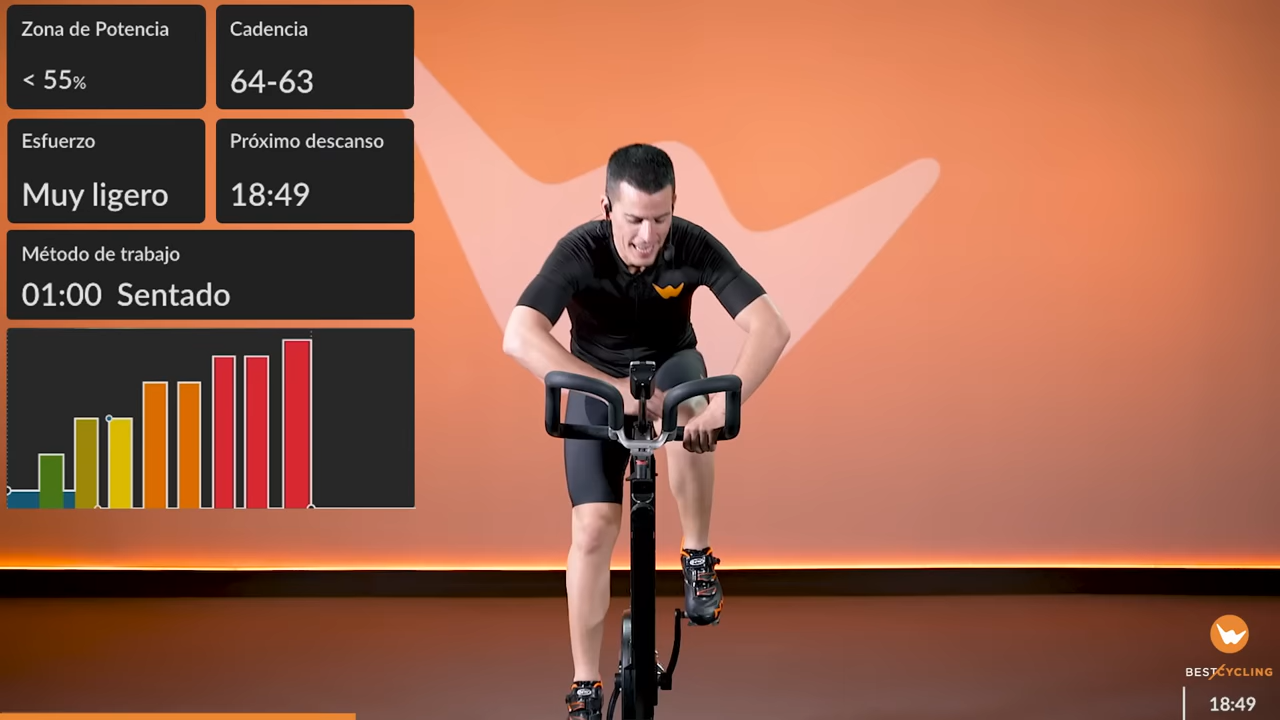 Zona de Potencia
< 55%
Cadencia
64-63
Esfuerzo
Muy ligero
Próximo descanso
18:49
Método de trabajo
01:00 Sentado
BESTCYCLING
18:49